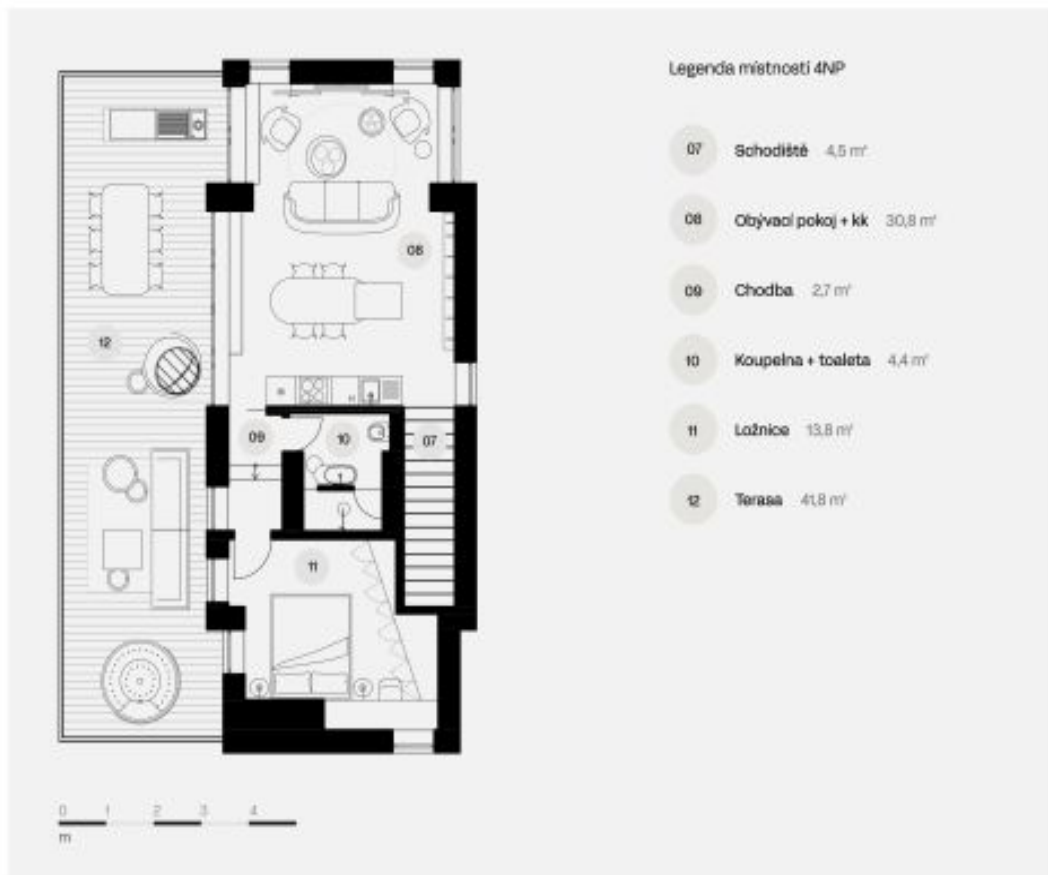 Legenda místností 4NP
07 Schodiště 4,5 m²
08 Obývací pokoj + kk 30,8 m²
09 Chodba 2,7 m²
10 Koupelna + toaleta 4,4 m²
11 Ložnice 13,8 m²
12 Terasa 41,8 m²
08
12
09
10
07
11
0 1 2 3 4
m